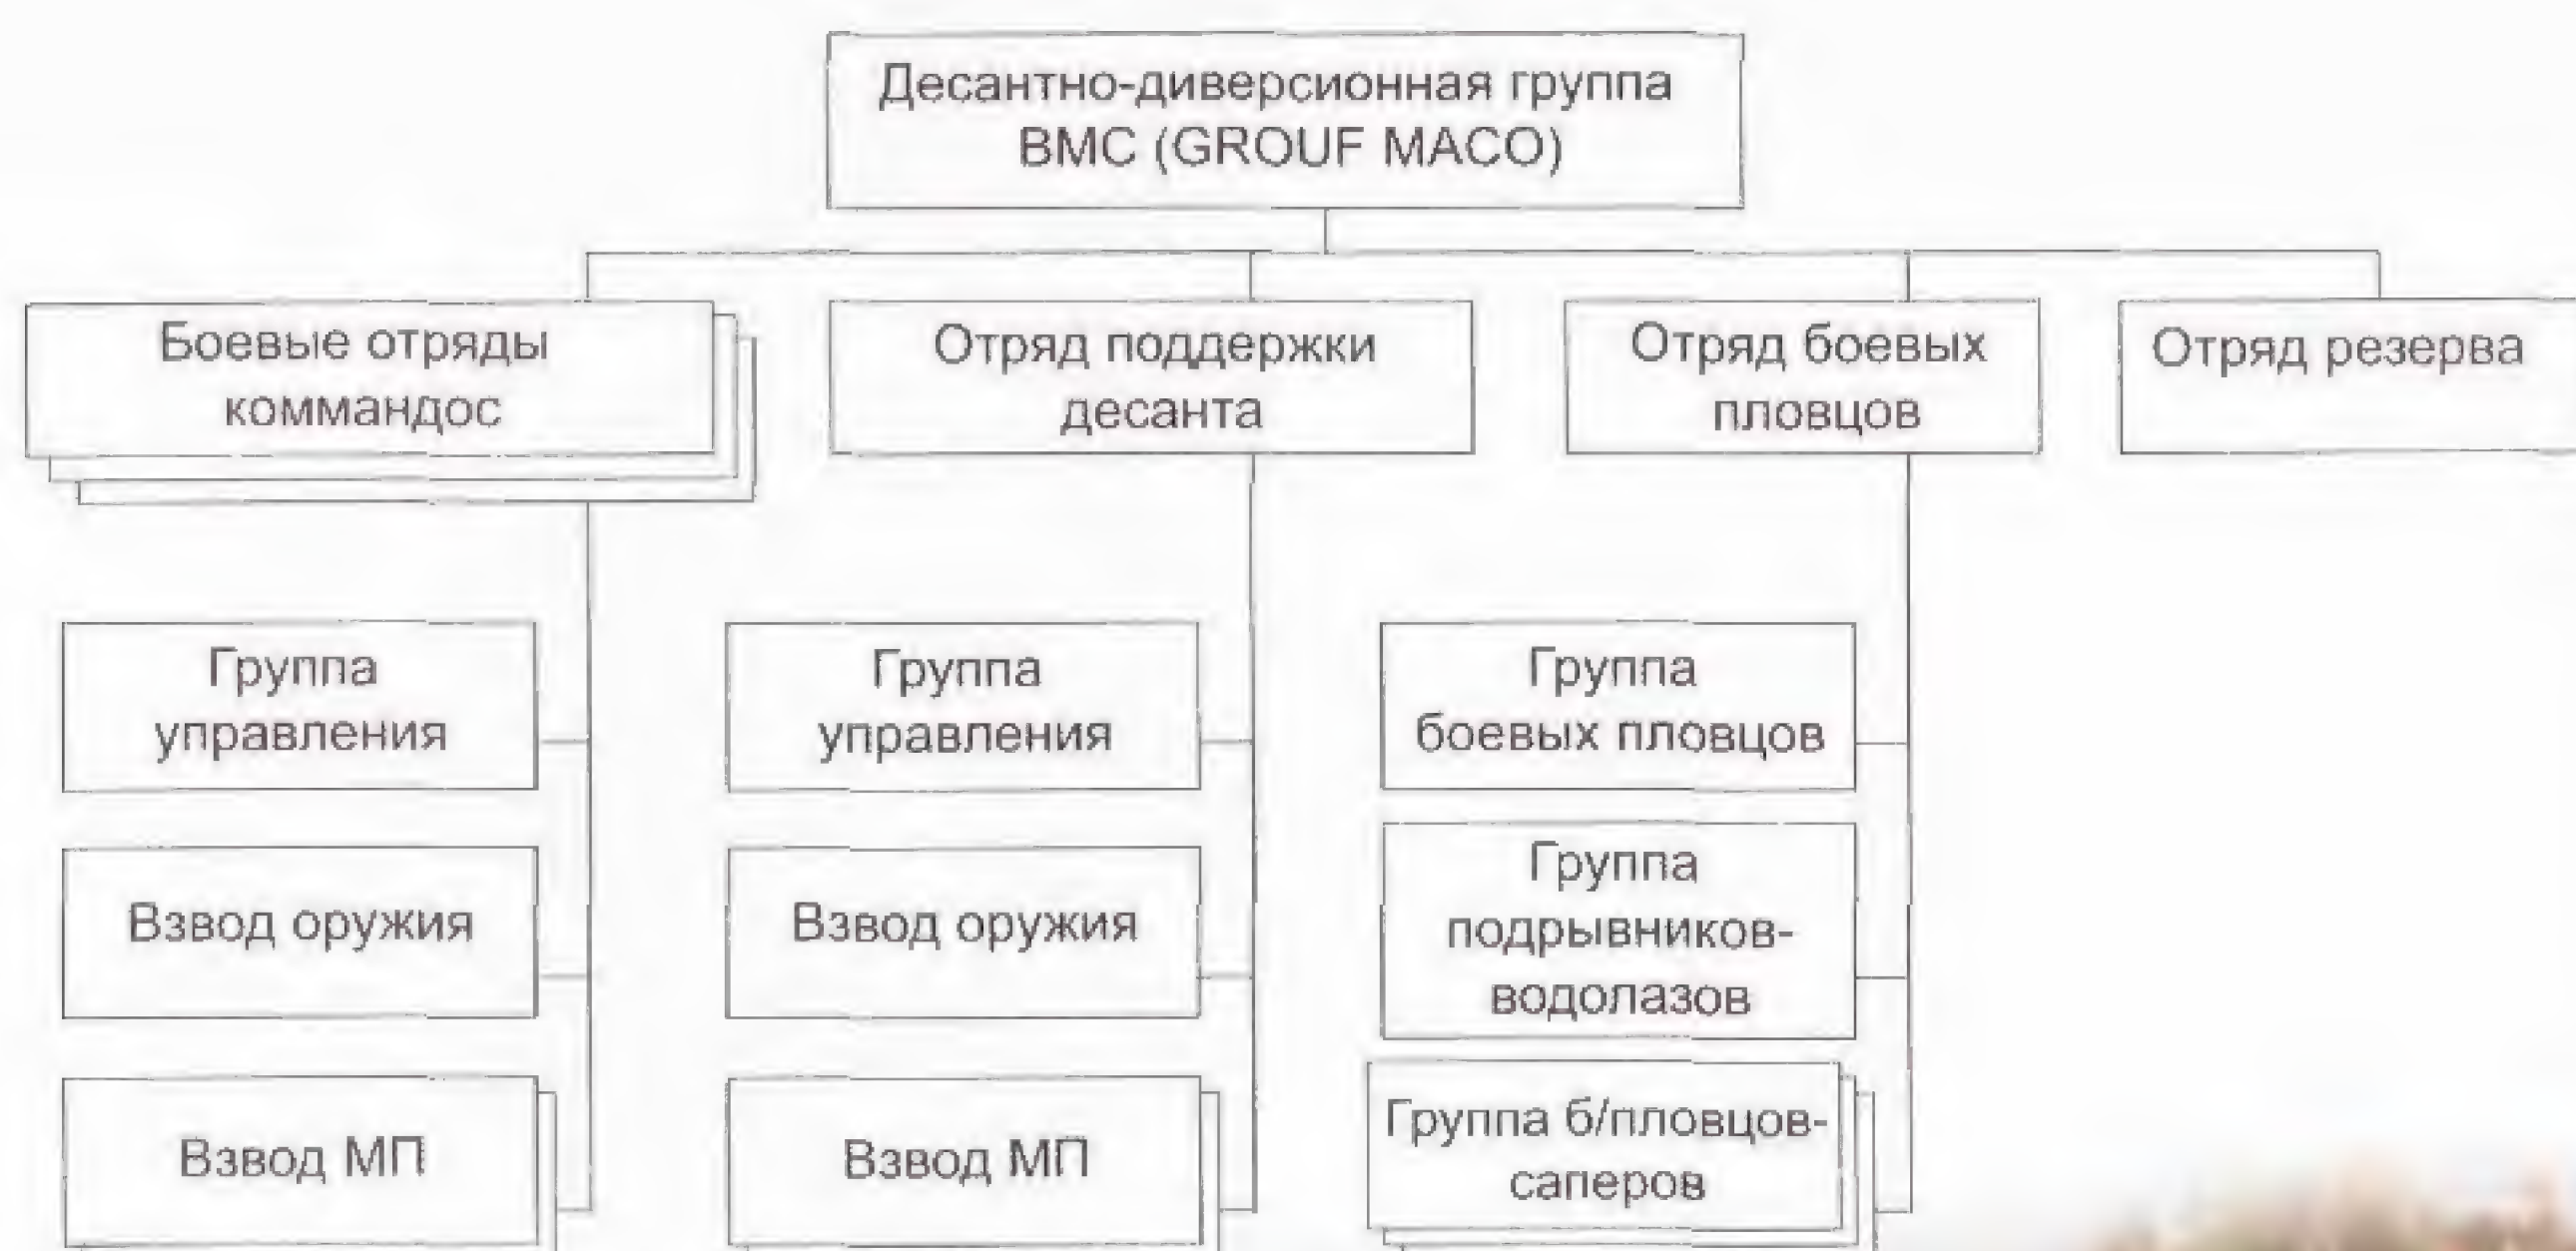 Десантно-диверсионная группа
ВМС (GROUF MACO)
Боевые отряды
коммандос
Отряд поддержки
десанта
Отряд боевых
пловцов
Отряд резерва
Группа
управления
Группа
управления
Группа
боевых пловцов
Взвод оружия
Взвод оружия
Группа
подрывников-
водолазов
Взвод МП
Взвод МП
Группа б/пловцов-
саперов